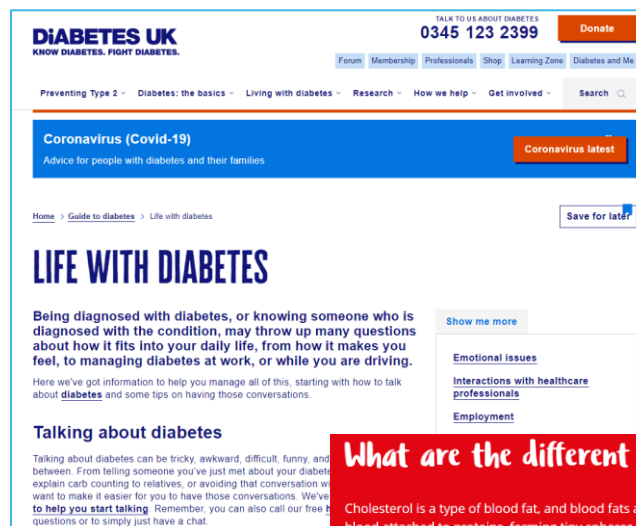 DiABETES UK
KNOW DIABETES. FIGHT DIABETES.
TALK TO US ABOUT DIABETES
0345 123 2399
Donate
Forum
Membership
Professionals
Shop
Learning Zone
Diabetes and Me
Preventing Type 2
Diabetes: the basics
Living with diabetes
Research
How we help
Get involved
Search
Coronavirus (Covid-19)
Advice for people with diabetes and their families
Coronavirus latest
Home > Guide to diabetes > Life with diabetes
Save for later
LIFE WITH DIABETES
Being diagnosed with diabetes, or knowing someone who is
diagnosed with the condition, may throw up many questions
about how it fits into your daily life, from how it makes you
feel, to managing diabetes at work, or while you are driving.
Here we've got information to help you manage all of this, starting with how to talk
about diabetes and some tips on having those conversations.
Show me more
Emotional issues
Interactions with healthcare
professionals
Employment
Talking about diabetes
Talking about diabetes can be tricky, awkward, difficult, funny, and
between. From telling someone you've just met about your
explain carb counting to relatives, or avoiding that conversation
want to make it easier for you to have those conversations. We've
to help you start talking. Remember, you can also call our free
questions or to simply just have a chat.
What are the different
Cholesterol is a type of blood fat, and blood fats
blood attached to proteins, forming tiny